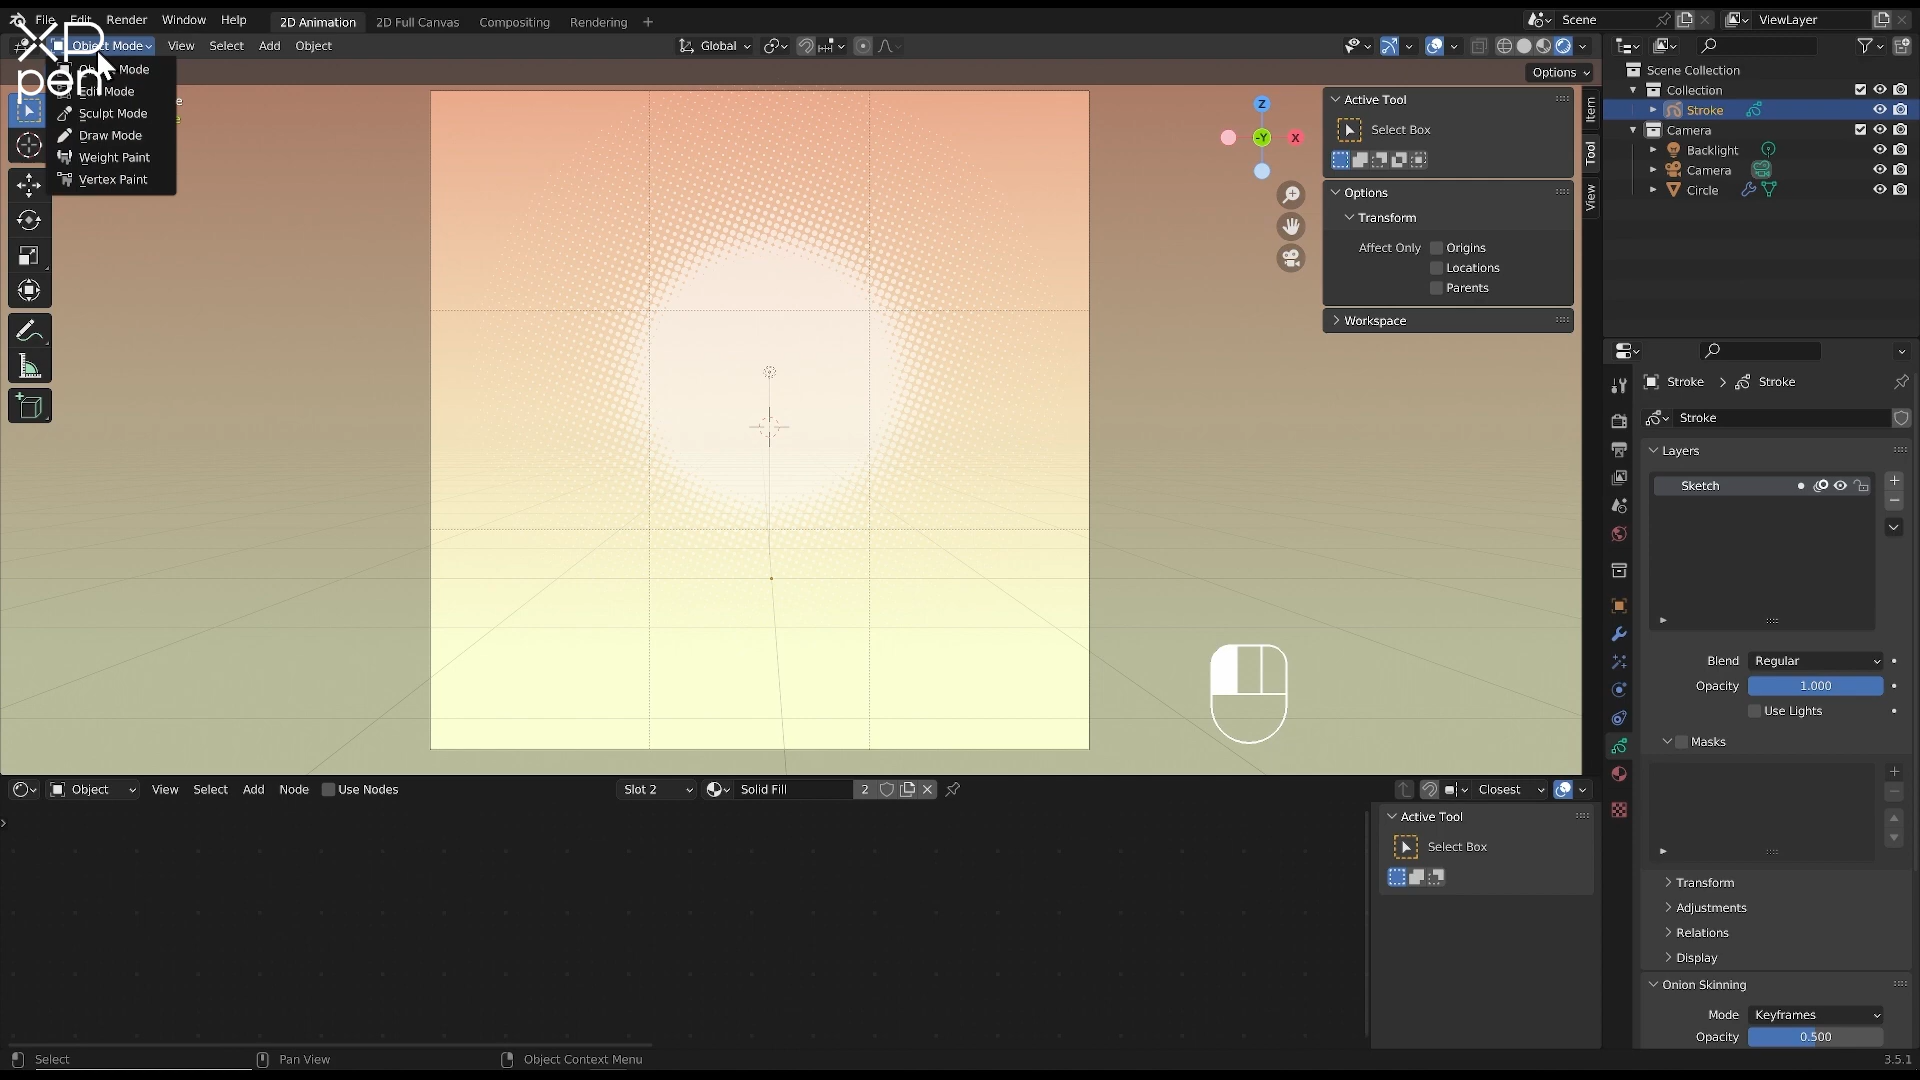 File Edit Render Window Help 2D Animation 2D Full Canvas Compositing Rendering Scene ViewLayer
XP
pen
Object Mode View Select Add Object Global
Object Mode
Edit Mode
Sculpt Mode
Draw Mode
Weight Paint
Vertex Paint
Options
Z
-Y
X
Active Tool
Select Box
Options
Transform
Affect Only Origins
Locations
Parents
Workspace
Item
Tool
View
Scene Collection
Collection
Stroke
Camera
Backlight
Camera
Circle
Stroke Stroke
Stroke
Layers
Sketch
Blend Regular
Opacity 1.000
Use Lights
Masks
Transform
Adjustments
Relations
Display
Onion Skinning
Mode Keyframes
Opacity 0.500
Object View Select Add Node Use Nodes Slot 2 Solid Fill 2 Closest
Active Tool
Select Box
Select Pan View Object Context Menu 3.5.1